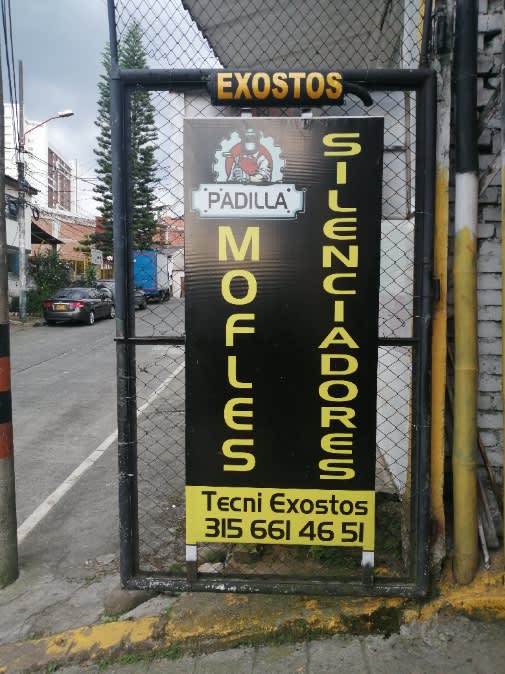 EXOSTOS
PADILLA
MOFLES
SILENCIADORES
Tecni Exostos
315 661 46 51